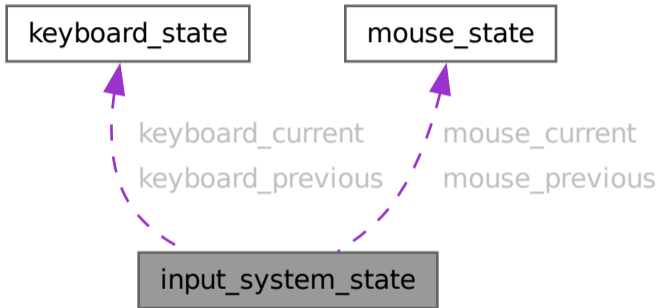 keyboard_state
mouse_state
keyboard_current
keyboard_previous
mouse_current
mouse_previous
input_system_state